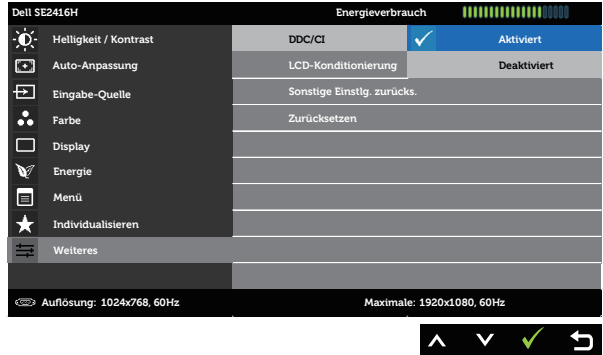 Dell SE2416H Energieverbrauch
Helligkeit / Kontrast DDC/CI Aktiviert
Auto-Anpassung LCD-Konditionierung Deaktiviert
Eingabe-Quelle Sonstige Einstlg. zurücks.
Farbe Zurücksetzen
Display
Energie
Menü
Individualisieren
Weiteres
Auflösung: 1024x768, 60Hz Maximale: 1920x1080, 60Hz